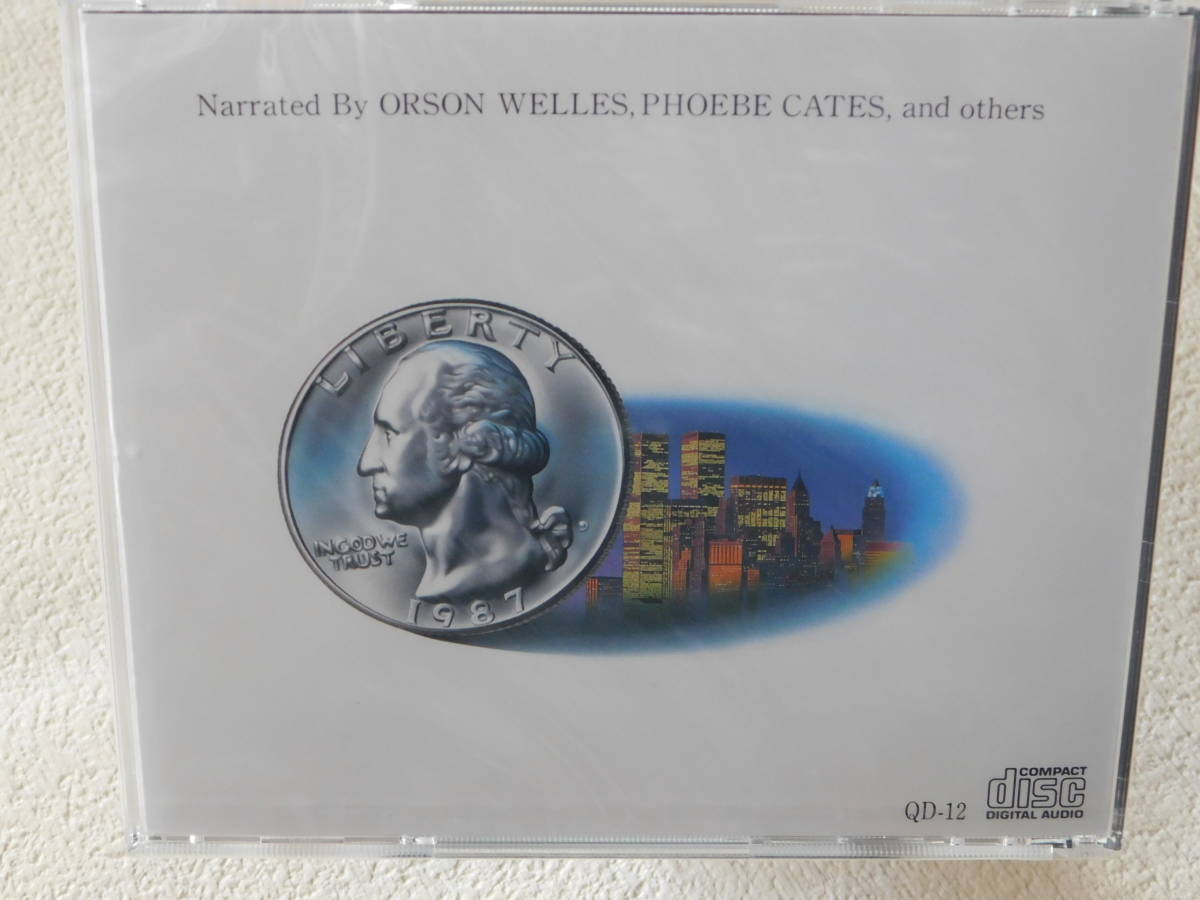 Narrated By ORSON WELLES, PHOEBE CATES, and others
LIBERTY
IN GOD WE
TRUST
1987
QD-12
COMPACT
disc
DIGITAL AUDIO